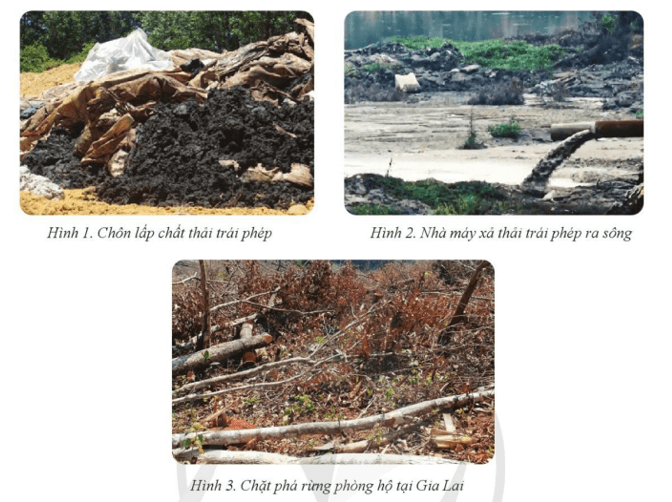 Hình 1. Chôn lấp chất thải trái phép
Hình 2. Nhà máy xả thải trái phép ra sông
Hình 3. Chặt phá rừng phòng hộ tại Gia Lai